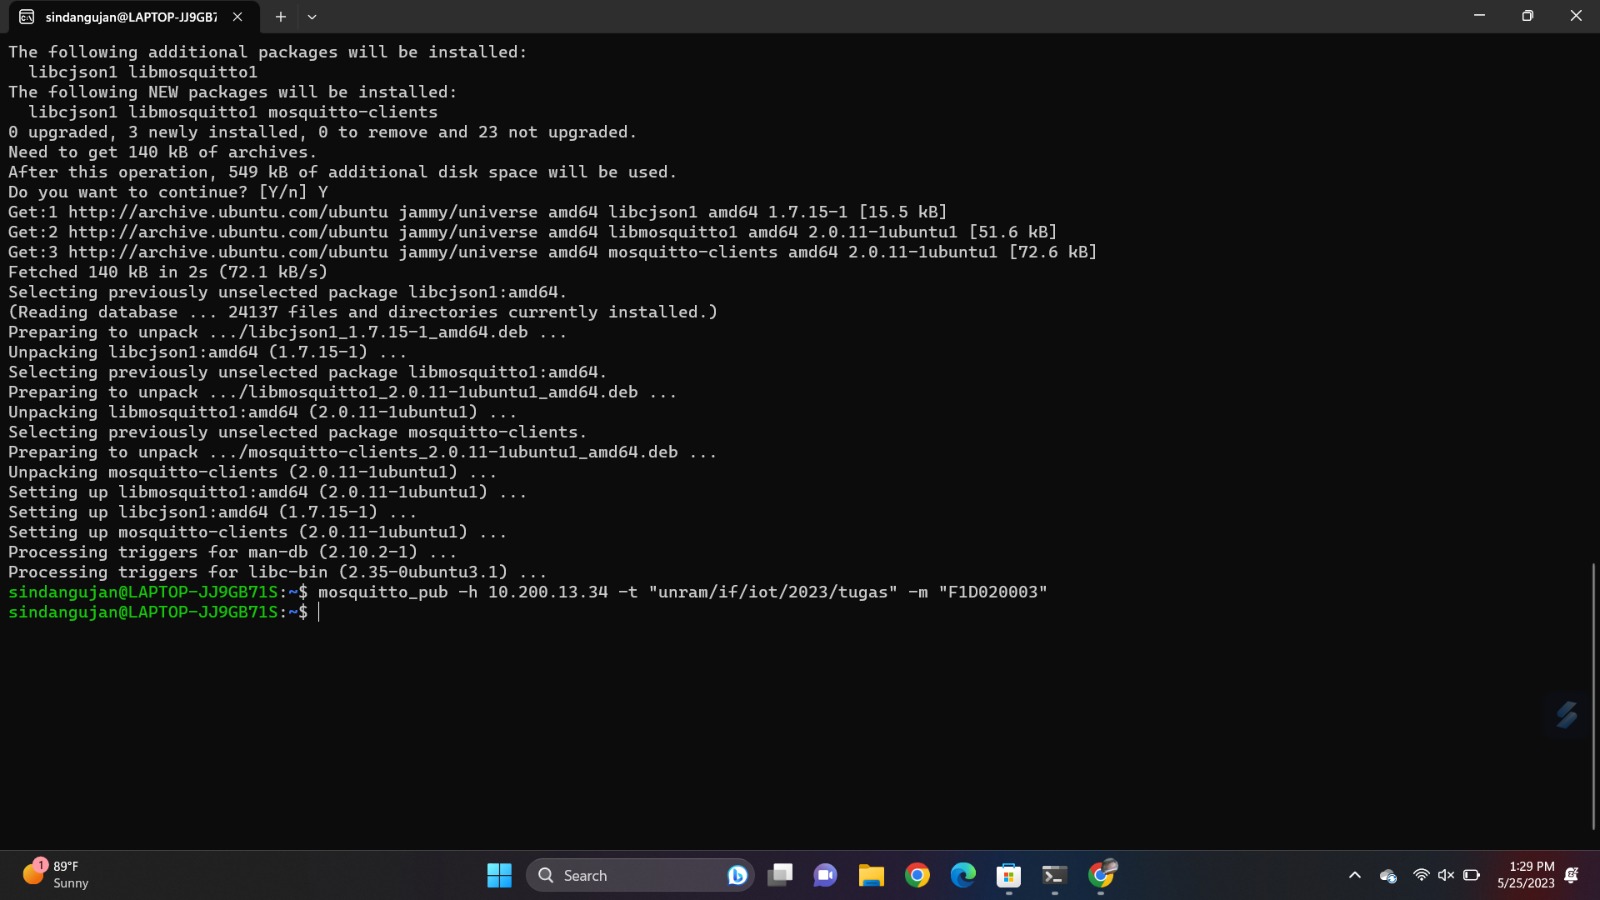 sindangujan@LAPTOP-JJ9GB7
The following additional packages will be installed:
  libcjson1 libmosquitto1
The following NEW packages will be installed:
  libcjson1 libmosquitto1 mosquitto-clients
0 upgraded, 3 newly installed, 0 to remove and 23 not upgraded.
Need to get 140 kB of archives.
After this operation, 549 kB of additional disk space will be used.
Do you want to continue? [Y/n] Y
Get:1 http://archive.ubuntu.com/ubuntu jammy/universe amd64 libcjson1 amd64 1.7.15-1 [15.5 kB]
Get:2 http://archive.ubuntu.com/ubuntu jammy/universe amd64 libmosquitto1 amd64 2.0.11-1ubuntu1 [51.6 kB]
Get:3 http://archive.ubuntu.com/ubuntu jammy/universe amd64 mosquitto-clients amd64 2.0.11-1ubuntu1 [72.6 kB]
Fetched 140 kB in 2s (72.1 kB/s)
Selecting previously unselected package libcjson1:amd64.
(Reading database ... 24137 files and directories currently installed.)
Preparing to unpack .../libcjson1_1.7.15-1_amd64.deb ...
Unpacking libcjson1:amd64 (1.7.15-1) ...
Selecting previously unselected package libmosquitto1:amd64.
Preparing to unpack .../libmosquitto1_2.0.11-1ubuntu1_amd64.deb ...
Unpacking libmosquitto1:amd64 (2.0.11-1ubuntu1) ...
Selecting previously unselected package mosquitto-clients.
Preparing to unpack .../mosquitto-clients_2.0.11-1ubuntu1_amd64.deb ...
Unpacking mosquitto-clients (2.0.11-1ubuntu1) ...
Setting up libmosquitto1:amd64 (2.0.11-1ubuntu1) ...
Setting up libcjson1:amd64 (1.7.15-1) ...
Setting up mosquitto-clients (2.0.11-1ubuntu1) ...
Processing triggers for man-db (2.10.2-1) ...
Processing triggers for libc-bin (2.35-0ubuntu3.1) ...
sindangujan@LAPTOP-JJ9GB71S:~$ mosquitto_pub -h 10.200.13.34 -t "unram/if/iot/2023/tugas" -m "F1D020003"
sindangujan@LAPTOP-JJ9GB71S:~$
1
89°F
Sunny
Search
1:29 PM
5/25/2023